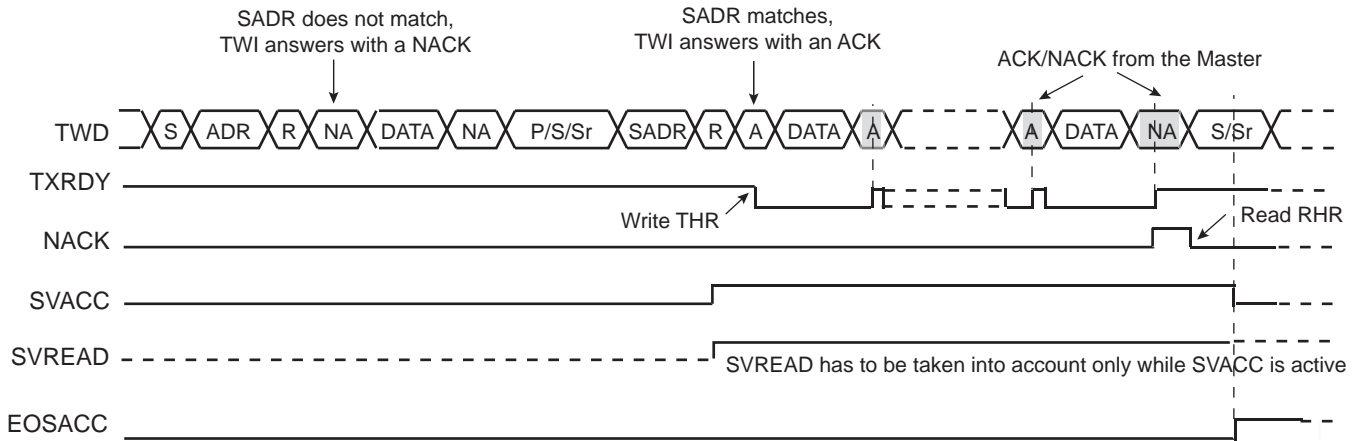 SADR does not match,
TWI answers with a NACK
SADR matches,
TWI answers with an ACK
ACK/NACK from the Master
TWD S ADR R NA DATA NA P/S/Sr SADR R A DATA A A DATA NA S/Sr
TXRDY
Write THR
Read RHR
NACK
SVACC
SVREAD
SVREAD has to be taken into account only while SVACC is active
EOSACC